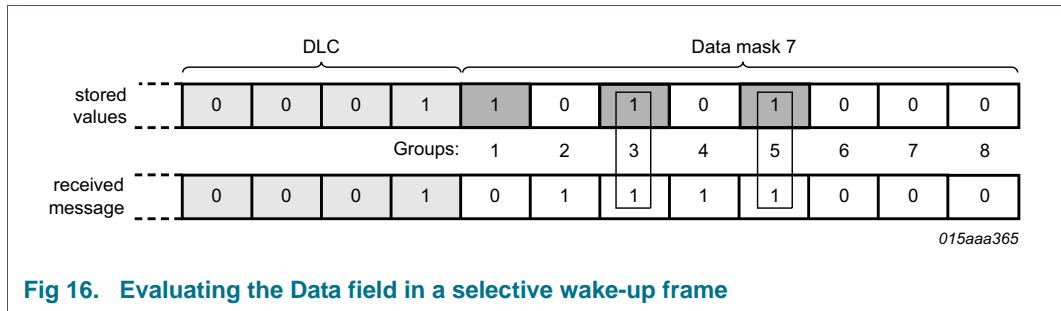 DLC Data mask 7
stored values 0 0 0 1 1 0 1 0 1 0 0 0
Groups: 1 2 3 4 5 6 7 8
received message 0 0 0 1 0 1 1 1 1 0 0 0
015aaa365
Fig 16. Evaluating the Data field in a selective wake-up frame